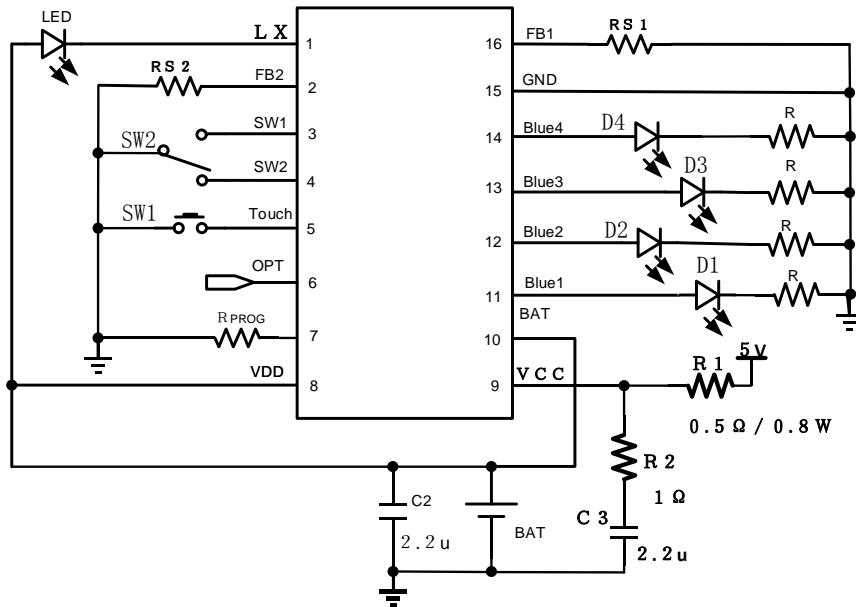 LED
LX
1
16
FB1
RS1
RS2
FB2
2
15
GND
SW1
3
14
Blue4
D4
R
SW2
SW2
4
13
Blue3
D3
R
SW1
Touch
5
12
Blue2
D2
R
OPT
6
11
Blue1
D1
R
BAT
RPROG
7
10
VDD
8
9
VCC
R1
5V
0.5Ω/0.8W
R2
1Ω
C2
2.2u
BAT
C3
2.2u